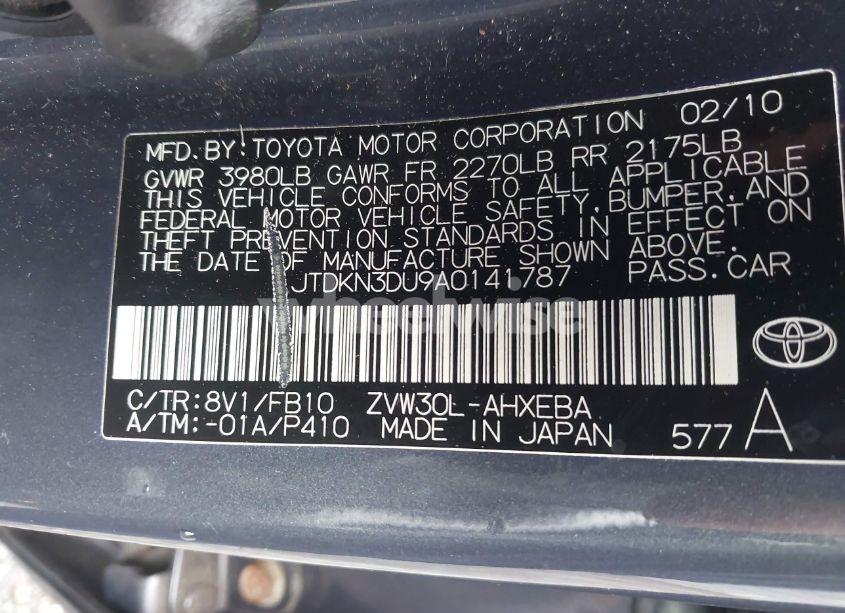 MFD. BY: TOYOTA MOTOR CORPORATION 02/10
GVWR 3980LB GAWR FR 2270LB RR 2175LB
THIS VEHICLE CONFORMS TO ALL APPLICABLE
FEDERAL MOTOR VEHICLE SAFETY, BUMPER, AND
THEFT PREVENTION STANDARDS IN EFFECT ON
THE DATE OF MANUFACTURE SHOWN ABOVE.
JTDKN3DU9A0141787 PASS. CAR
wheelwise
C/TR: 8V1/FB10 ZVW30L-AHXEBA
A/TM: -01A/P410 MADE IN JAPAN 577 A